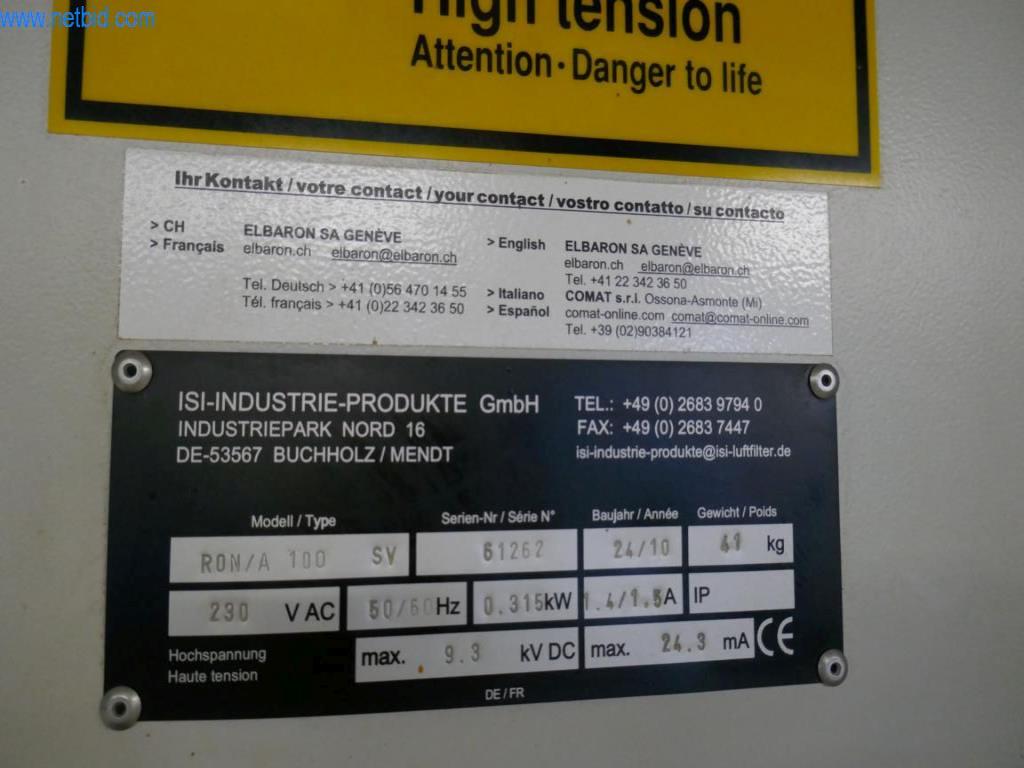 www.netbid.com
High tension
Attention · Danger to life
Ihr Kontakt / votre contact / your contact / vostro contatto / su contacto
> CH ELBARON SA GENÈVE
> Français elbaron.ch elbaron@elbaron.ch
Tel. Deutsch > +41 (0)56 470 14 55
Tél. français > +41 (0)22 342 36 50
> English ELBARON SA GENÈVE
elbaron.ch elbaron@elbaron.ch
Tel. +41 22 342 36 50
> Italiano COMAT s.r.l. Ossona-Asmonte (Mi)
> Español comat-online.com comat@comat-online.com
Tel. +39 (02)90384121
ISI-INDUSTRIE-PRODUKTE GmbH
INDUSTRIEPARK NORD 16
DE-53567 BUCHHOLZ / MENDT
TEL.: +49 (0) 2683 9794 0
FAX: +49 (0) 2683 7447
isi-industrie-produkte@isi-luftfilter.de
Modell / Type Serien-Nr / Série N° Baujahr / Année Gewicht / Poids
RON/A 100 SV 61262 24/10 41 kg
230 V AC 50/60 Hz 0.315 kW 1.4/1.5 A IP
Hochspannung
Haute tension
max. 9.3 kV DC max. 24.3 mA CE
DE / FR